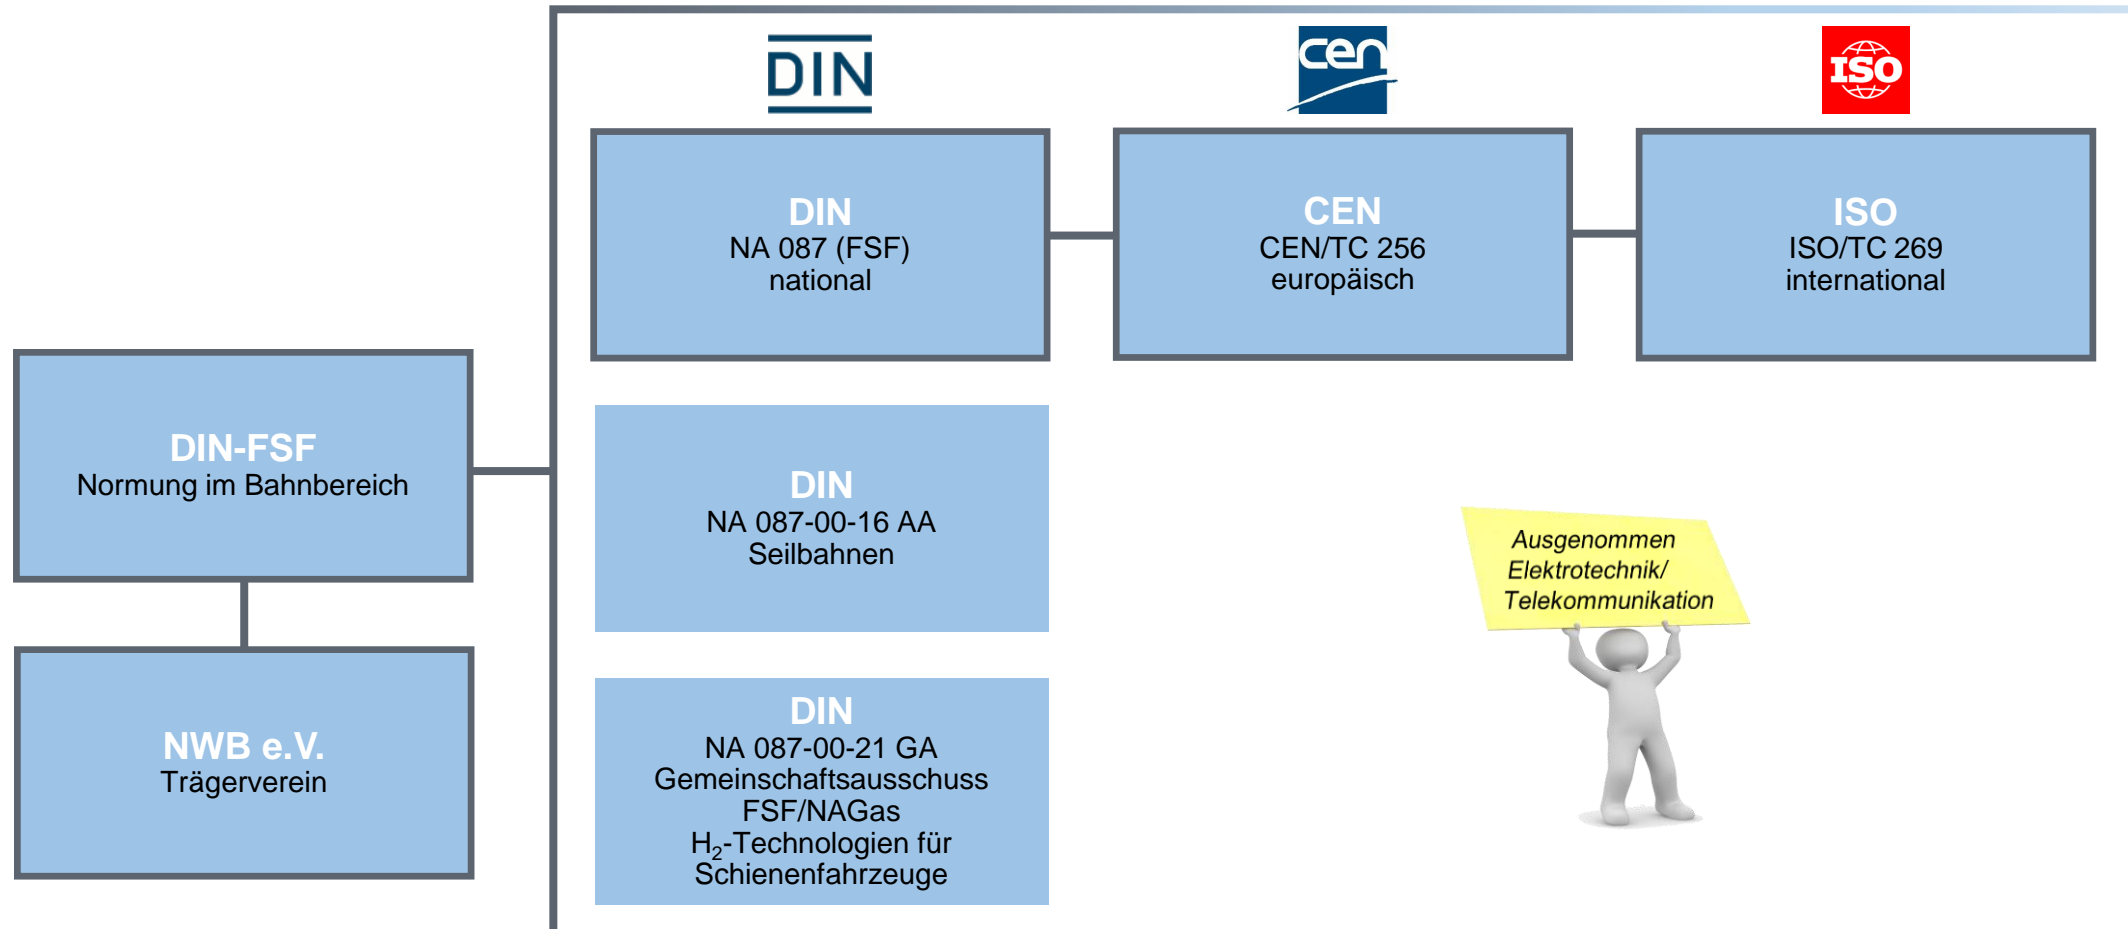 DIN
cen
ISO
DIN
NA 087 (FSF)
national
CEN
CEN/TC 256
europäisch
ISO
ISO/TC 269
international
DIN-FSF
Normung im Bahnbereich
NWB e.V.
Trägerverein
DIN
NA 087-00-16 AA
Seilbahnen
DIN
NA 087-00-21 GA
Gemeinschaftsausschuss
FSF/NAGas
H₂-Technologien für
Schienenfahrzeuge
Ausgenommen
Elektrotechnik/
Telekommunikation